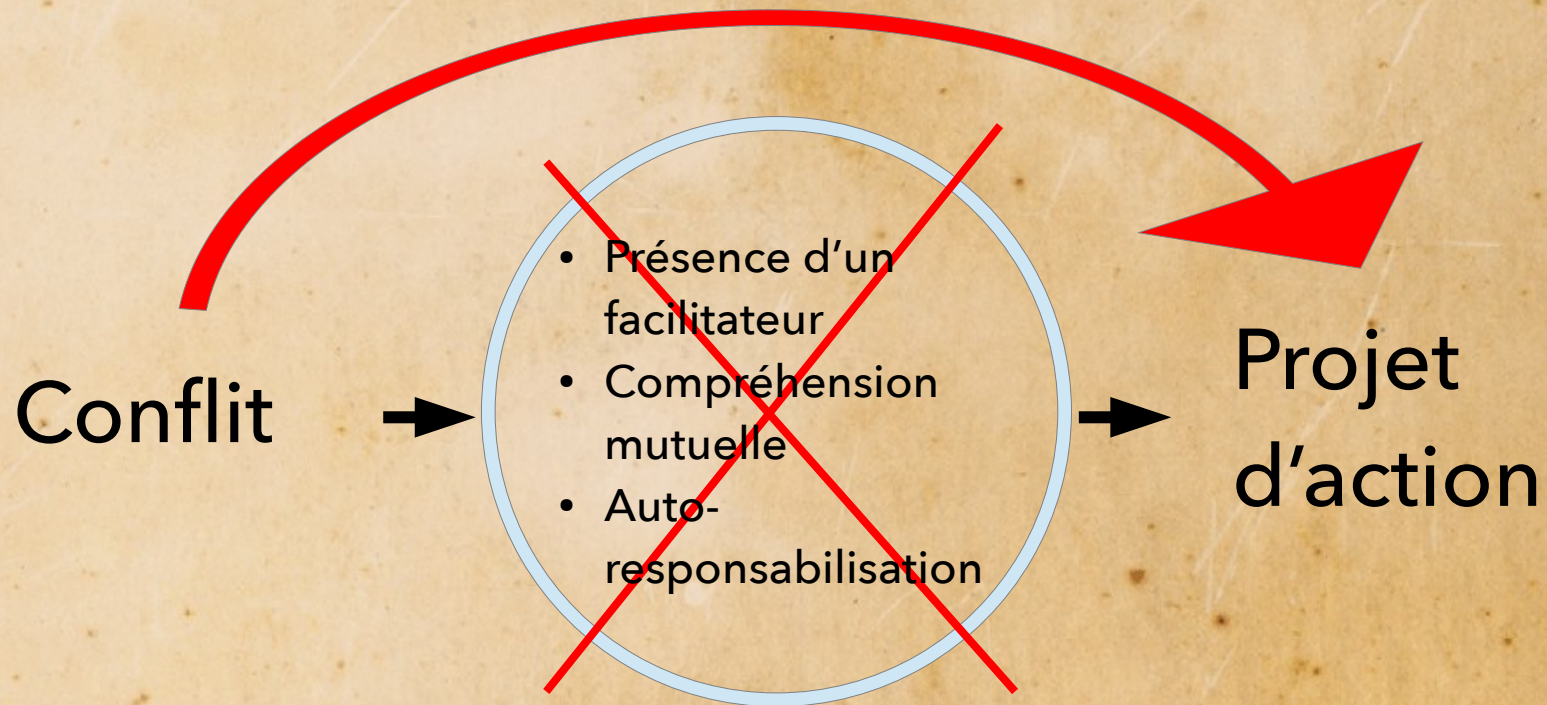 Conflit
• Présence d’un
facilitateur
• Compréhension
mutuelle
• Auto-
responsabilisation
Projet
d’action